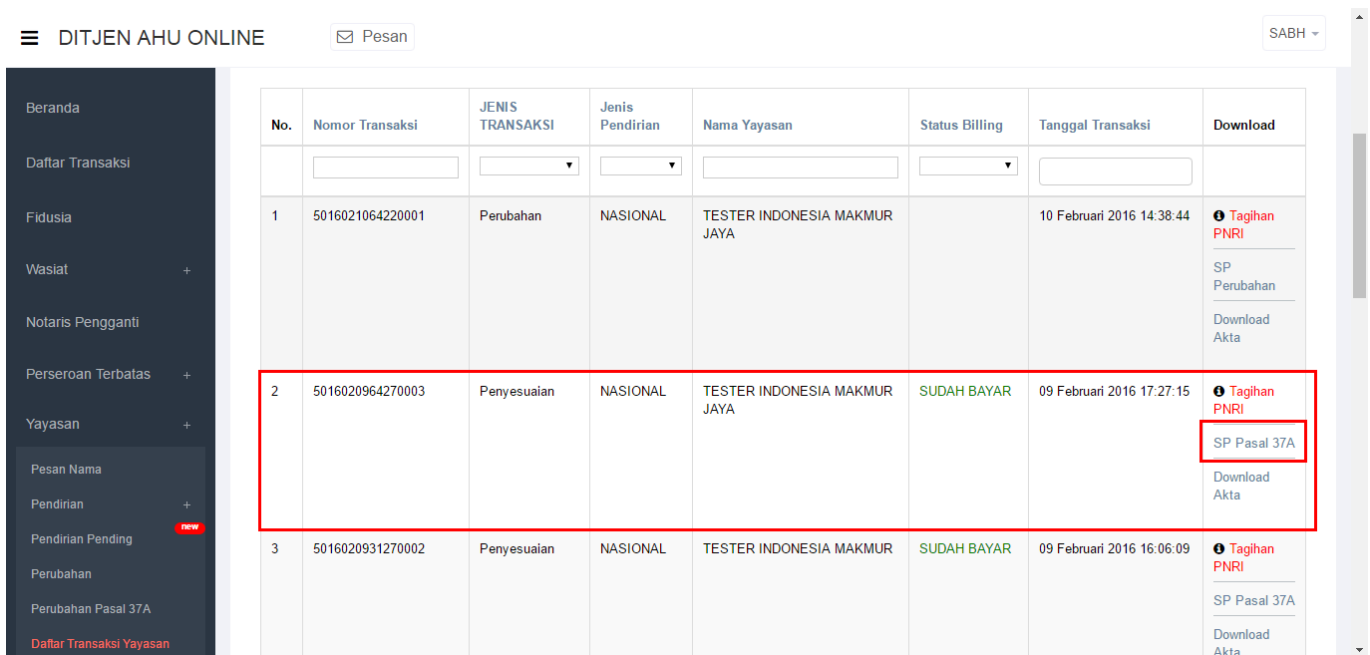 DITJEN AHU ONLINE
Pesan
SABH
Beranda
Daftar Transaksi
Fidusia
Wasiat +
Notaris Pengganti
Perseroan Terbatas +
Yayasan +
Pesan Nama
Pendirian +
new
Pendirian Pending
Perubahan
Perubahan Pasal 37A
Daftar Transaksi Yayasan
No. Nomor Transaksi JENIS TRANSAKSI Jenis Pendirian Nama Yayasan Status Billing Tanggal Transaksi Download
1 5016021064220001 Perubahan NASIONAL TESTER INDONESIA MAKMUR 10 Februari 2016 14:38:44 Tagihan
JAYA PNRI
SP
Perubahan
Download
Akta
2 5016020964270003 Penyesuaian NASIONAL TESTER INDONESIA MAKMUR SUDAH BAYAR 09 Februari 2016 17:27:15 Tagihan
JAYA PNRI
SP Pasal 37A
Download
Akta
3 5016020931270002 Penyesuaian NASIONAL TESTER INDONESIA MAKMUR SUDAH BAYAR 09 Februari 2016 16:06:09 Tagihan
PNRI
SP Pasal 37A
Download
Akta